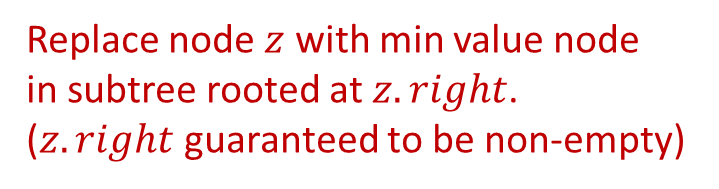 Replace node z with min value node
in subtree rooted at z.right.
(z.right guaranteed to be non-empty)